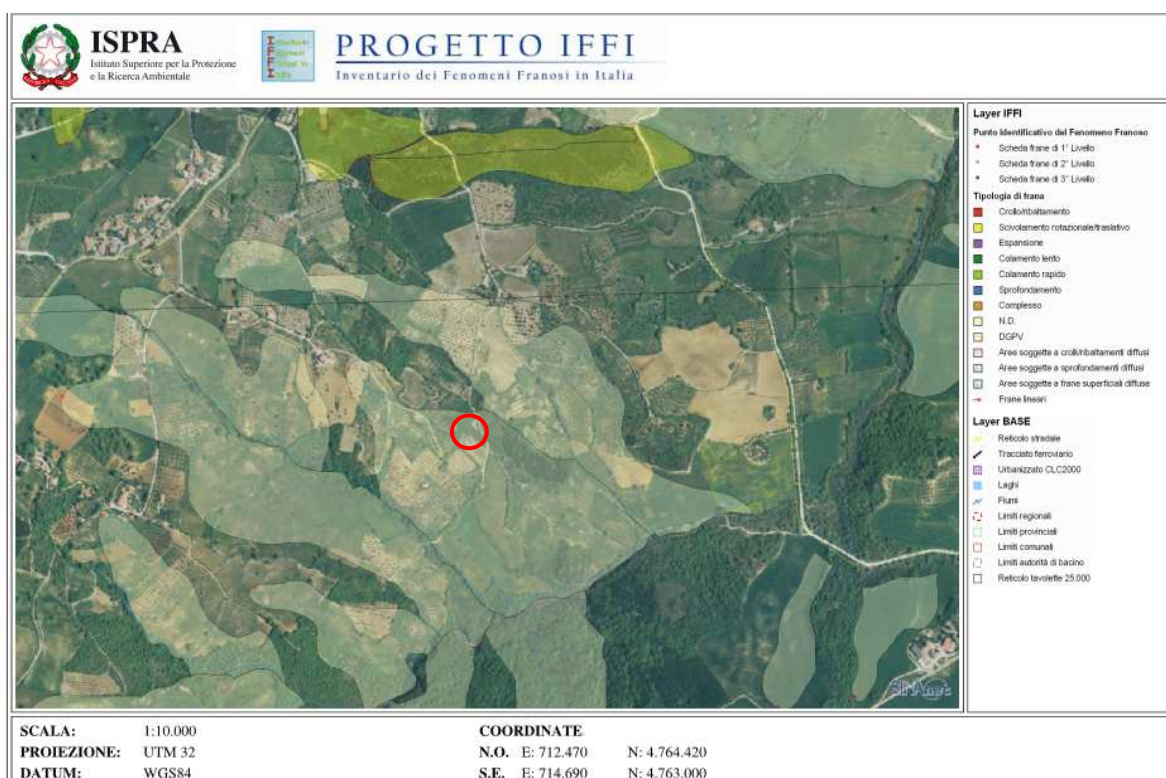 ISPRA
Istituto Superiore per la Protezione
e la Ricerca Ambientale
PROGETTO IFFI
Inventario dei Fenomeni Franosi in Italia
Layer IFFI
Punto Identificativo del Fenomeno Franoso
Scheda frane di 1° Livello
Scheda frane di 2° Livello
Scheda frane di 3° Livello
Tipologia di frana
Crollo/ribaltamento
Scivolamento rotazionale/traslativo
Espansione
Colamento lento
Colamento rapido
Sprofondamento
Complesso
N.D.
DGPV
Aree soggette a crolli/ribaltamenti diffusi
Aree soggette a sprofondamenti diffusi
Aree soggette a frane superficiali diffuse
Frane lineari
Layer BASE
Reticolo stradale
Tracciato ferroviario
Urbanizzato CLC2000
Laghi
Fiumi
Limiti regionali
Limiti provinciali
Limiti comunali
Limiti autorità di bacino
Reticolo tavolette 25.000
SCALA: 1:10.000
PROIEZIONE: UTM 32
DATUM: WGS84
COORDINATE
N.O. E: 712.470 N: 4.764.420
S.E. E: 714.690 N: 4.763.000